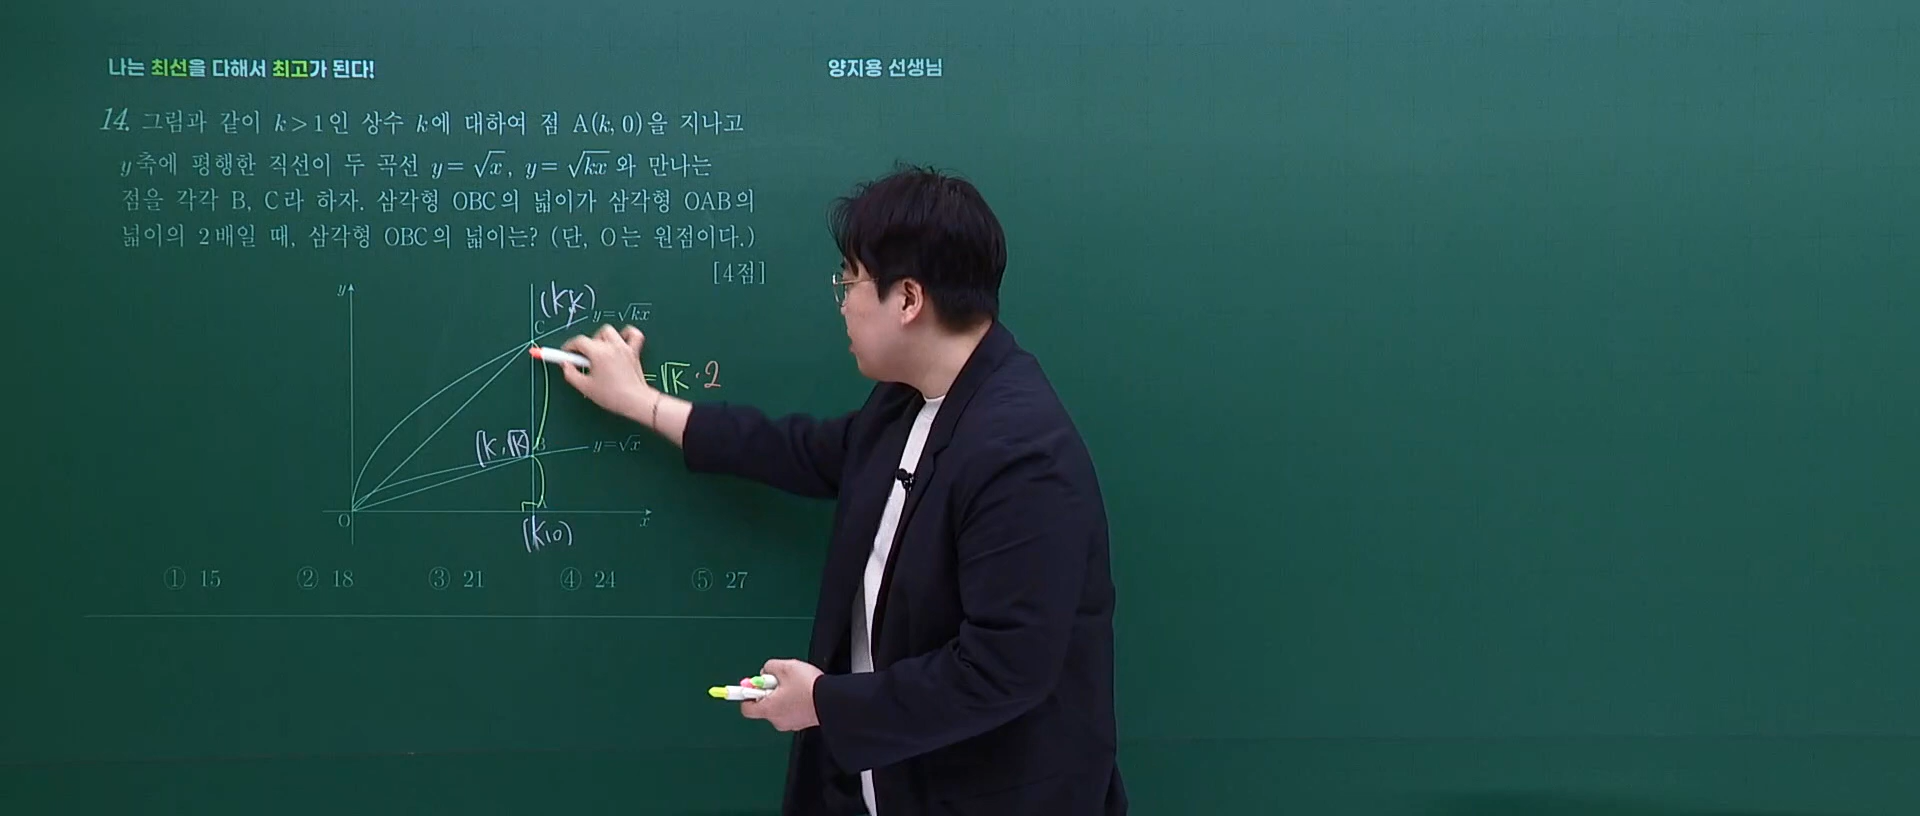 나는 최선을 다해서 최고가 된다!
양지용 선생님
14. 그림과 같이 k>1인 상수 k에 대하여 점 A(k, 0)을 지나고
y축에 평행한 직선이 두 곡선 y=√x, y=√kx와 만나는
점을 각각 B, C라 하자. 삼각형 OBC의 넓이가 삼각형 OAB의
넓이의 2배일 때, 삼각형 OBC의 넓이는? (단, O는 원점이다.)
[4점]
y
(k,k)
C
y=√kx
=√k·2
(k,√k)
B
y=√x
O
x
(k,0)
① 15 ② 18 ③ 21 ④ 24 ⑤ 27